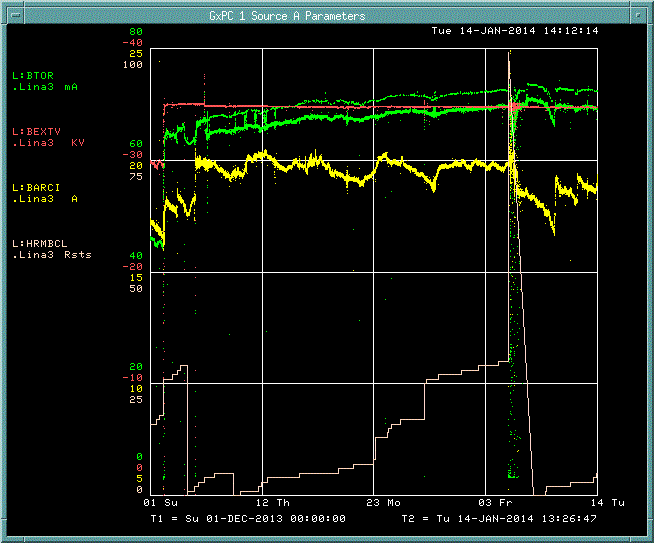 GxPC 1 Source A Parameters
Tue 14-JAN-2014 14:12:14
80
-40
25
100
L:BTOR
.Lina3 mA
L:BEXTV
.Lina3 KV
60
-30
20
75
L:BARCI
.Lina3 A
L:HRMBCL
.Lina3 Rsts
40
-20
15
50
20
-10
10
25
0
0
5
0
01 Su 12 Th 23 Mo 03 Fr 14 Tu
T1 = Su 01-DEC-2013 00:00:00 T2 = Tu 14-JAN-2014 13:26:47